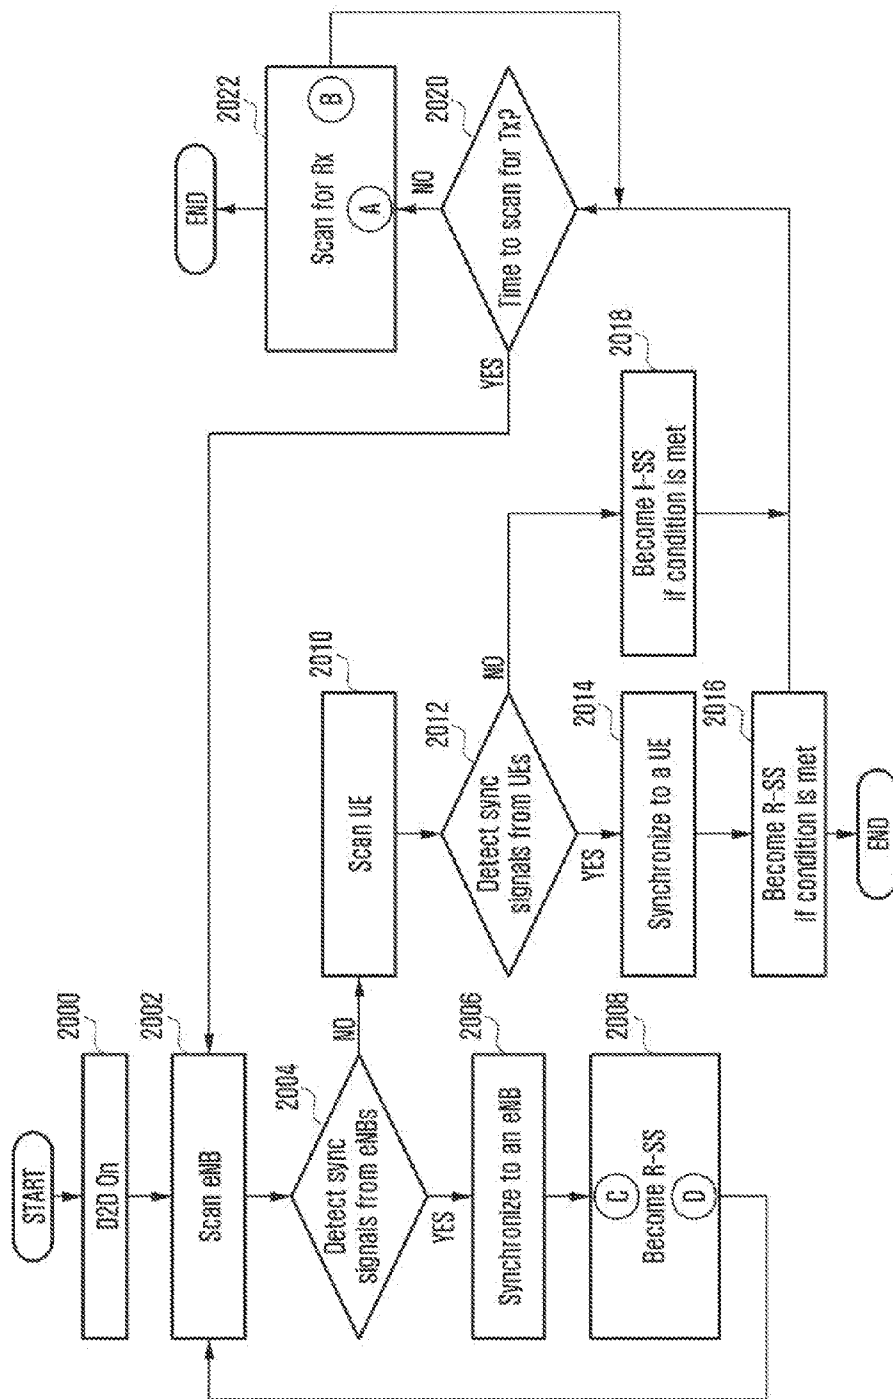 START
2000
D2D On
2002
Scan eNB
2004
Detect sync
signals from eNBs
NO
YES
2006
Synchronize to an eNB
2008
C
Become R-SS
D
2010
Scan UE
2012
Detect sync
signals from UEs
NO
YES
2014
Synchronize to a UE
2016
Become R-SS
if condition is met
END
2018
Become I-SS
if condition is met
END
2022
Scan for Rx
A
B
NO
2020
Time to scan for Tx?
YES